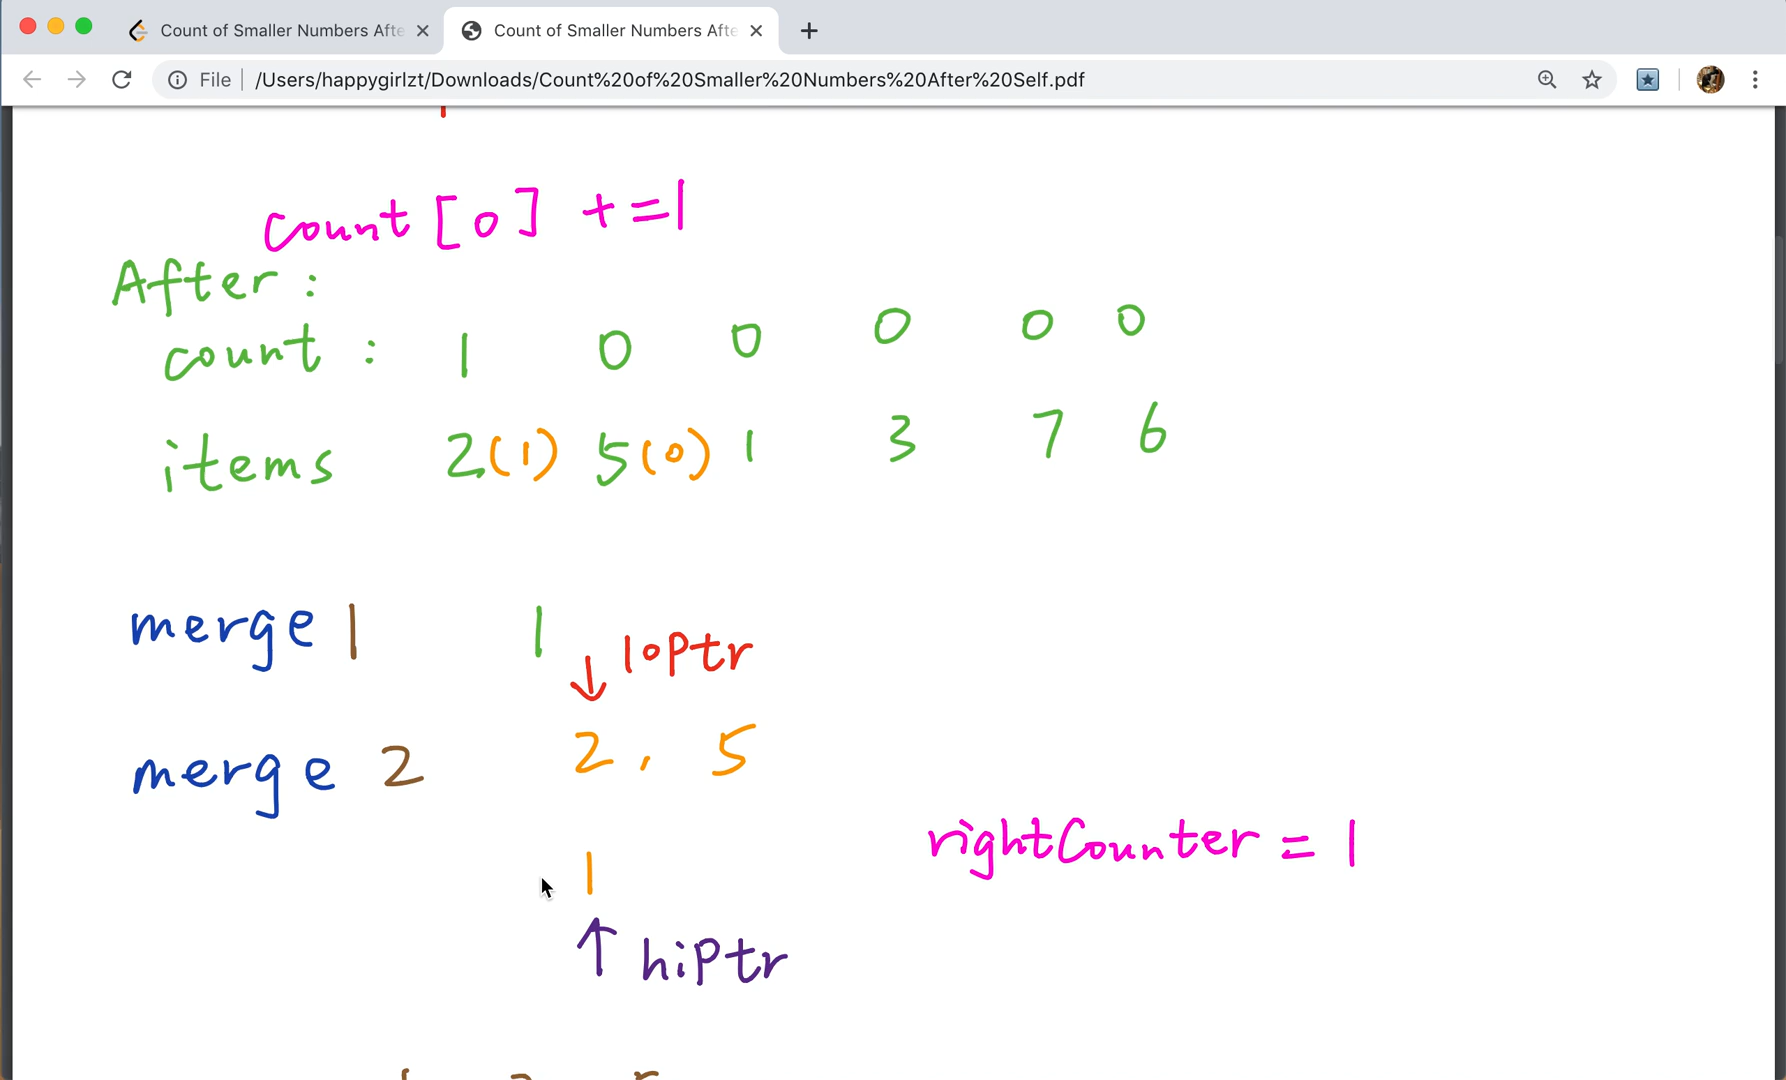 Count of Smaller Numbers Afte
Count of Smaller Numbers Afte
File
/Users/happygirlzt/Downloads/Count%20of%20Smaller%20Numbers%20After%20Self.pdf
count [0] +=1
After :
count : 1 0 0 0 0 0
items 2(1) 5(0) 1 3 7 6
merge 1 1
loPtr
merge 2 2 . 5
rightCounter = 1
1
hiPtr